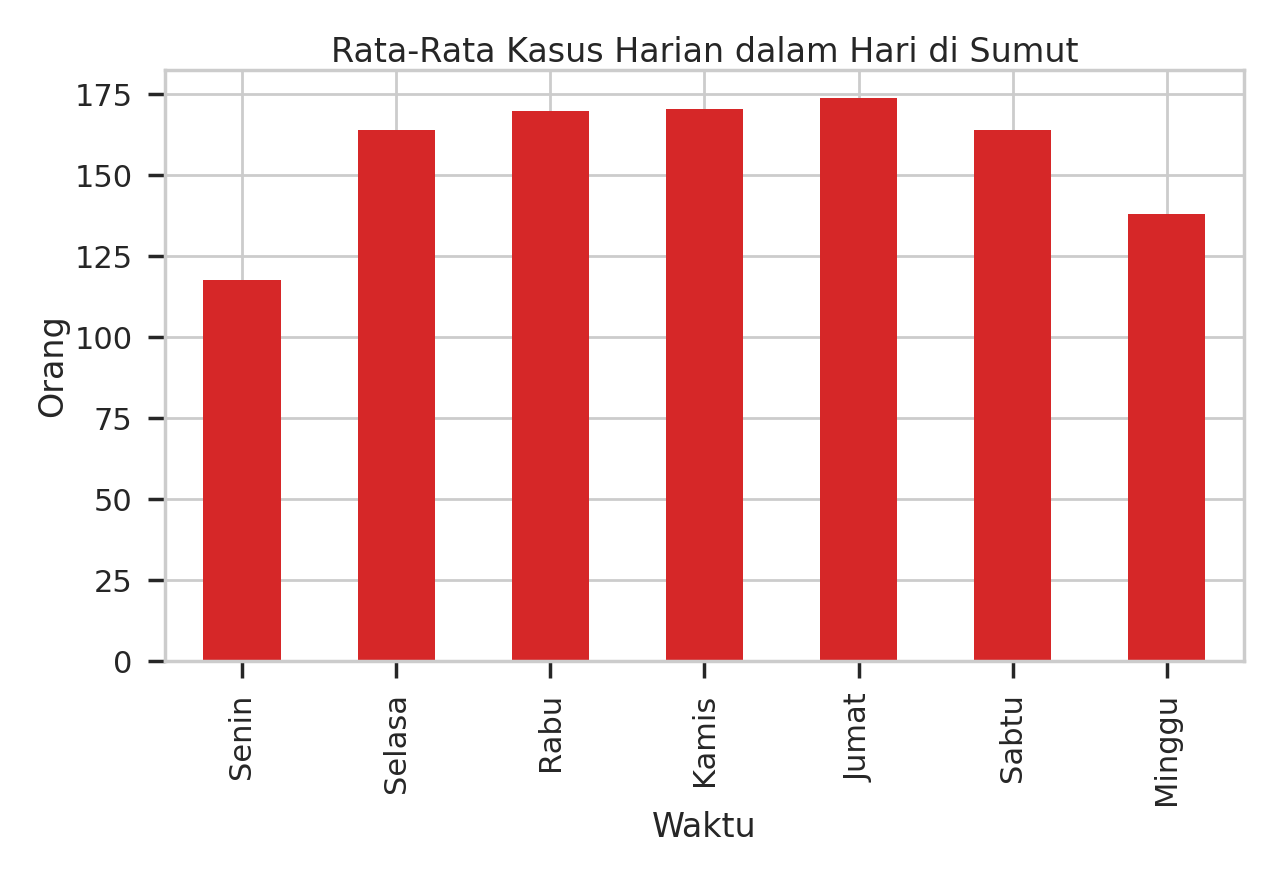 Rata-Rata Kasus Harian dalam Hari di Sumut
175
150
125
100
75
50
25
0
Orang
Senin
Selasa
Rabu
Kamis
Jumat
Sabtu
Minggu
Waktu